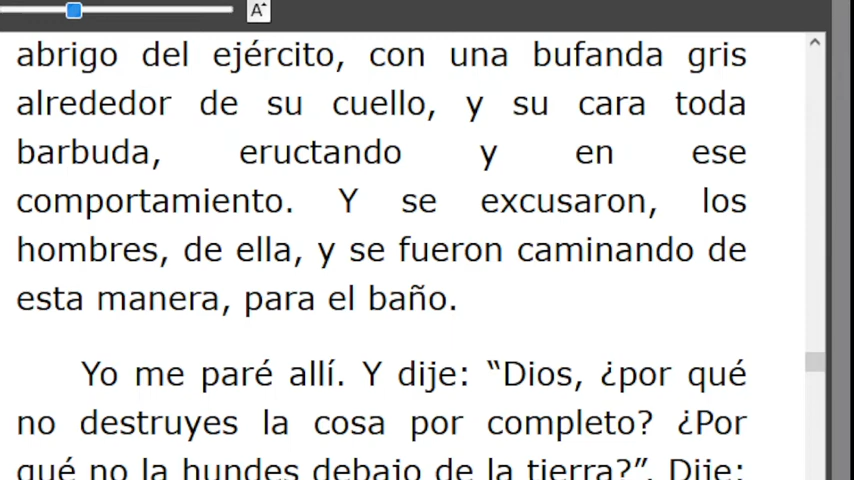 A
abrigo del ejército, con una bufanda gris
alrededor de su cuello, y su cara toda
barbuda, eructando y en ese
comportamiento. Y se excusaron, los
hombres, de ella, y se fueron caminando de
esta manera, para el baño.
Yo me paré allí. Y dije: “Dios, ¿por qué
no destruyes la cosa por completo? ¿Por
qué no la hundes debajo de la tierra?”. Dije: